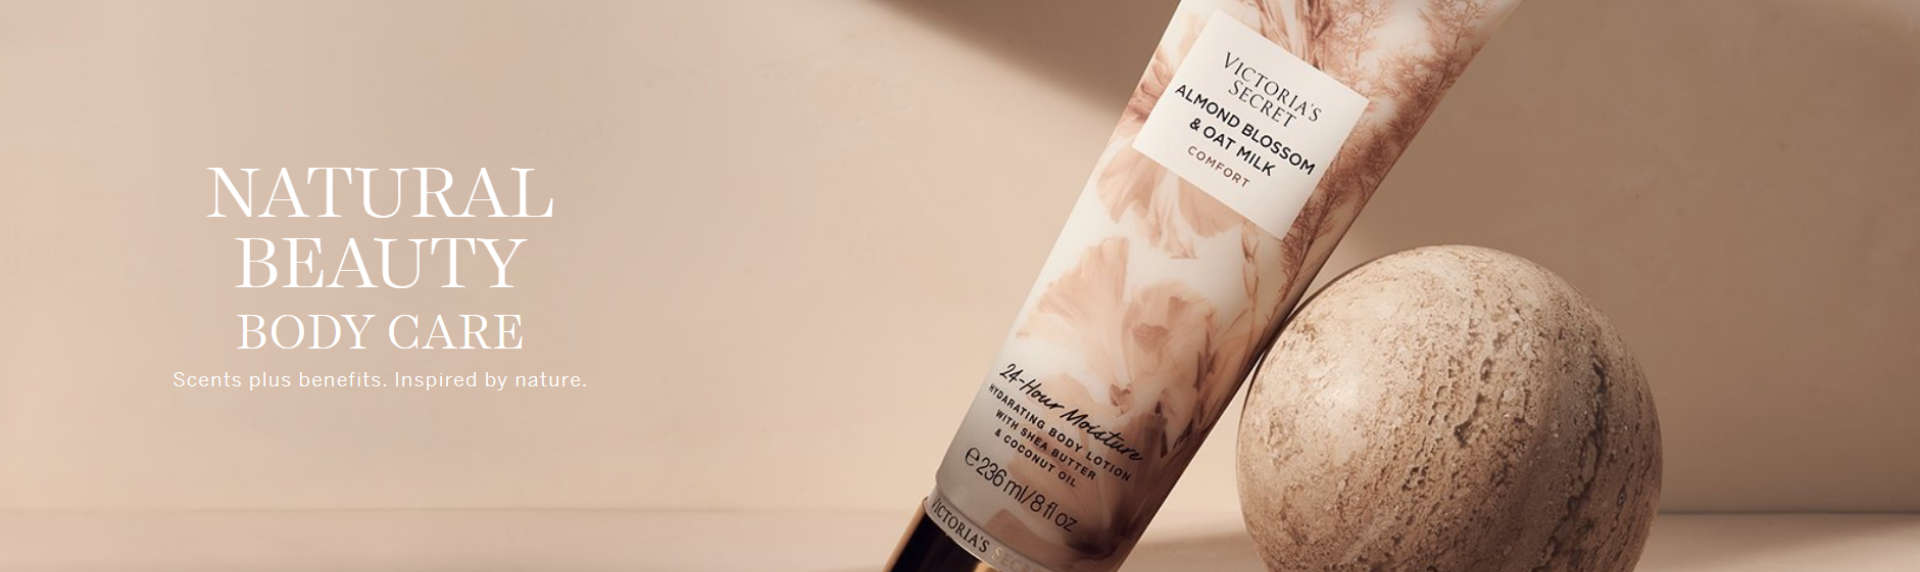 NATURAL
BEAUTY
BODY CARE
Scents plus benefits. Inspired by nature.
VICTORIA'S
SECRET
ALMOND BLOSSOM
& OAT MILK
COMFORT
24-Hour Moisture
HYDRATING BODY LOTION
WITH SHEA BUTTER
& COCONUT OIL
℮236 ml/8 fl oz
VICTORIA'S SECRET